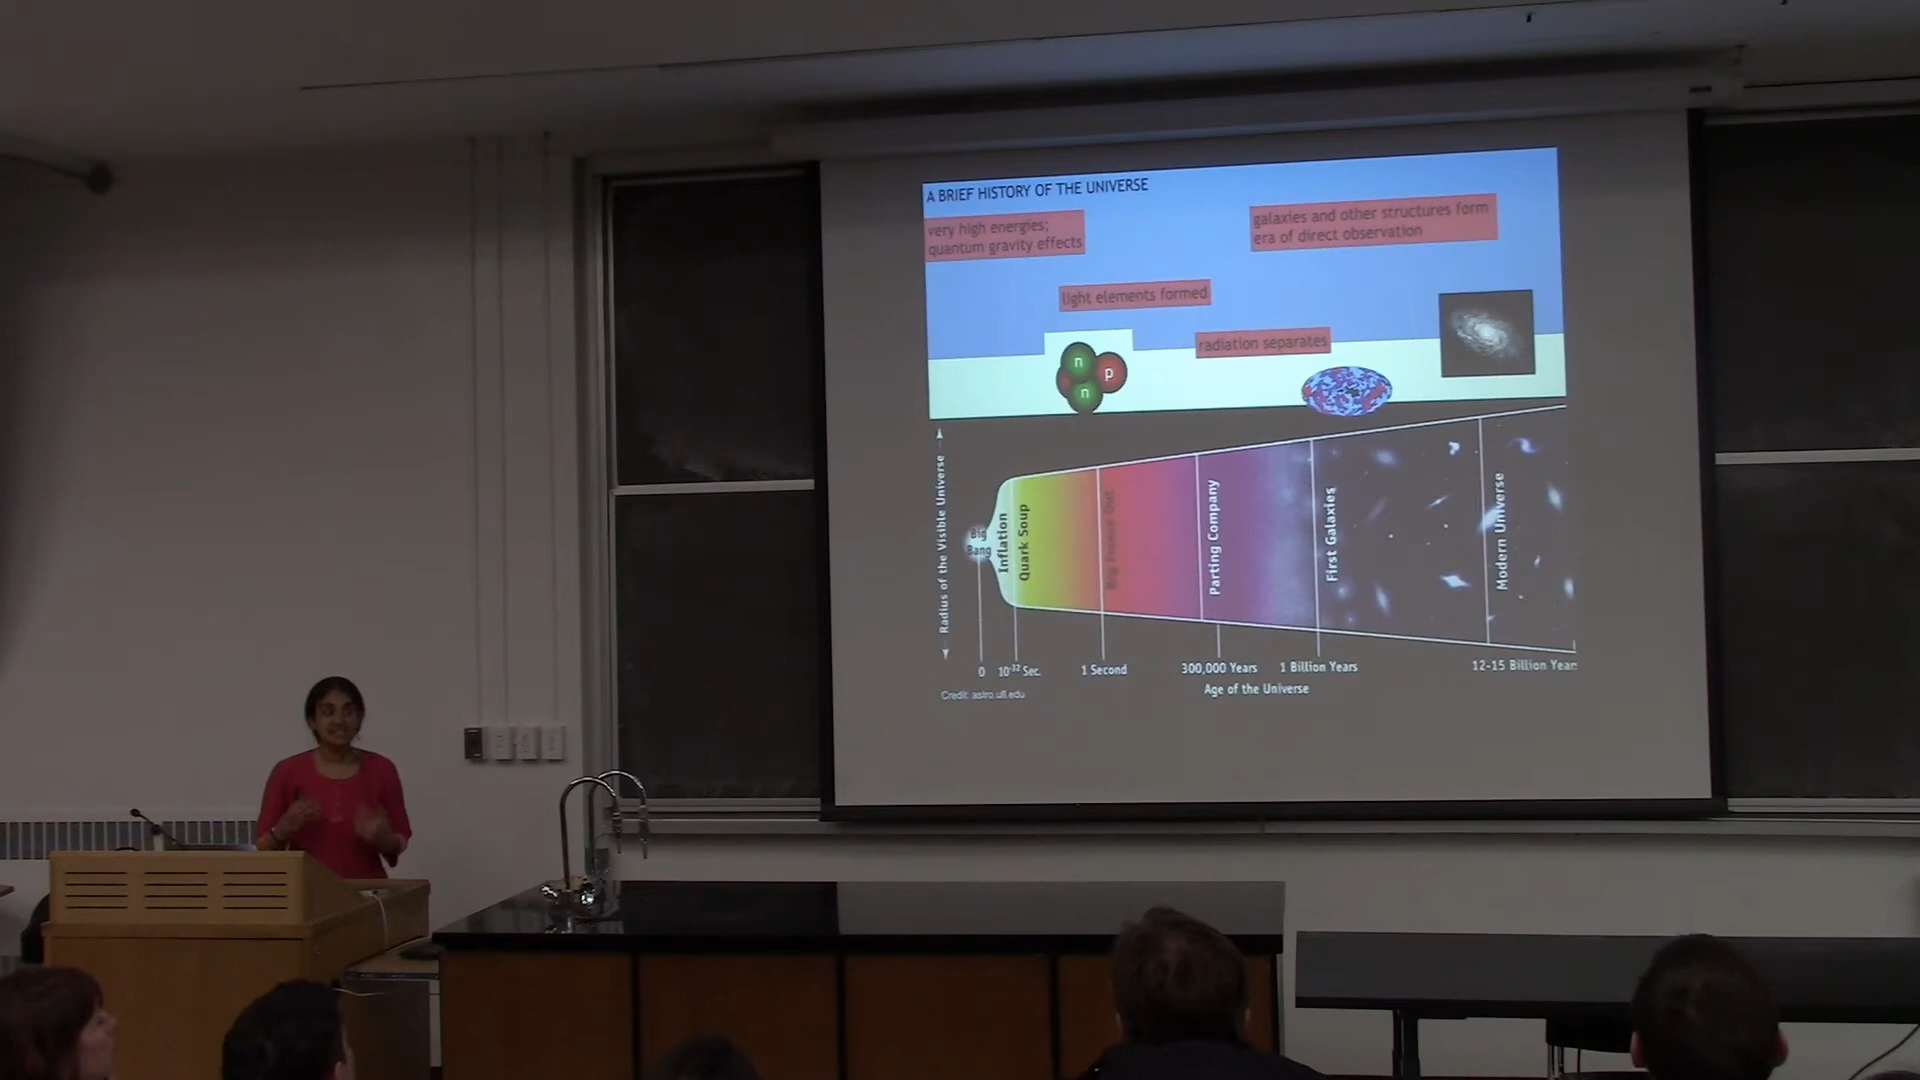 A BRIEF HISTORY OF THE UNIVERSE
very high energies;
quantum gravity effects
galaxies and other structures form
era of direct observation
light elements formed
radiation separates
n
p
n
Radius of the Visible Universe
Big
Bang
Inflation
Quark Soup
Big Freeze Out
Parting Company
First Galaxies
Modern Universe
0
10⁻³² Sec.
1 Second
300,000 Years
1 Billion Years
12-15 Billion Years
Age of the Universe
Credit: astro.ufl.edu